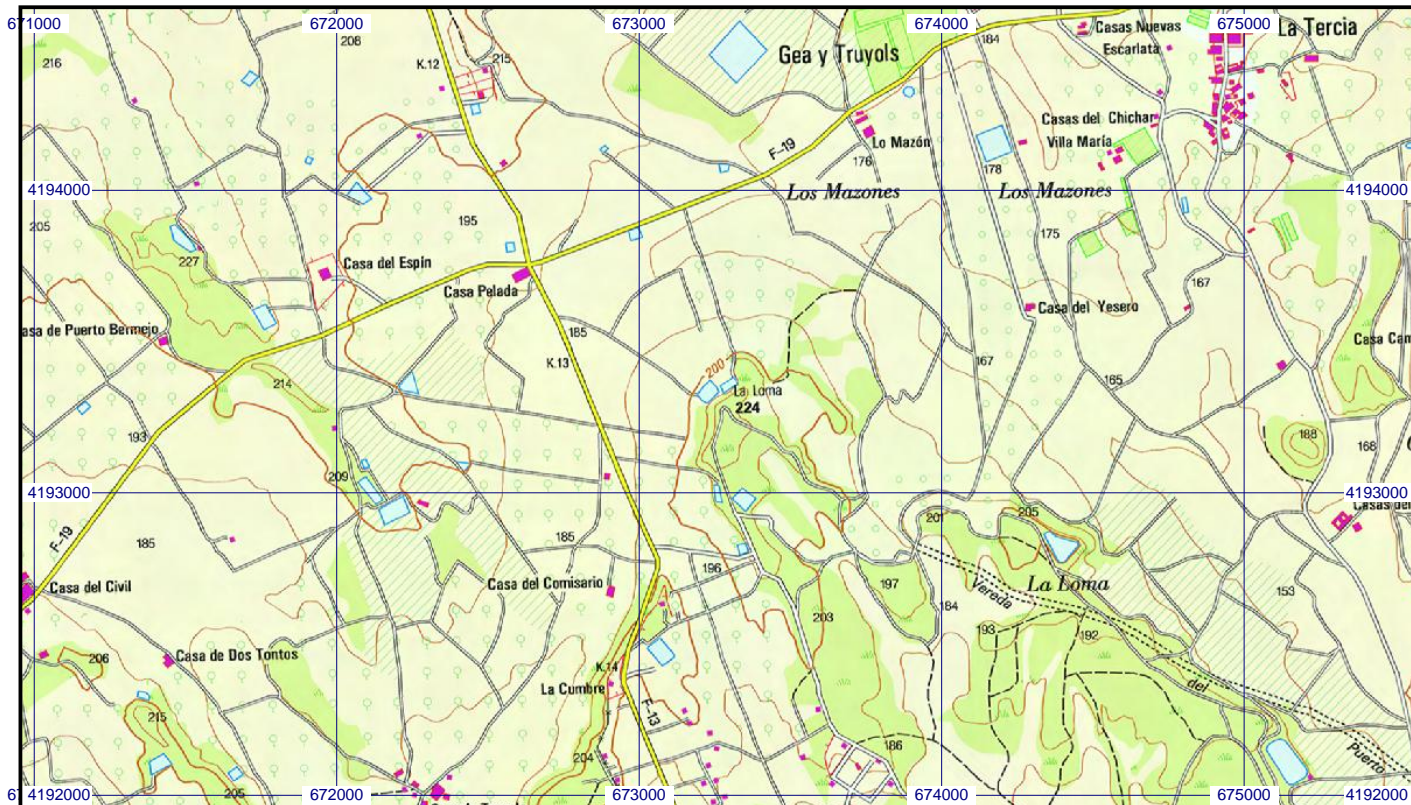 671000
672000
673000
674000
675000
208
184
Casas Nuevas
Escarlata
La Tercia
216
K.12
215
Gea y Truyols
Casas del Chichar
Villa María
Lo Mazón
F-19
176
178
4194000
Los Mazones
Los Mazones
4194000
205
195
175
227
Casa del Espín
Casa Pelada
167
Casa del Yesero
asa de Puerto Bermejo
185
K.13
Casa Cam
200
167
165
214
La Loma
224
193
188
168
209
4193000
4193000
Casas del
201
205
F-19
185
185
196
Casa del Civil
Casa del Comisario
197
Vereda
La Loma
153
184
203
193
192
206
Casa de Dos Tontos
K.14
La Cumbre
F-13
del
215
204
186
Puerto
205
4192000
672000
673000
674000
675000
4192000